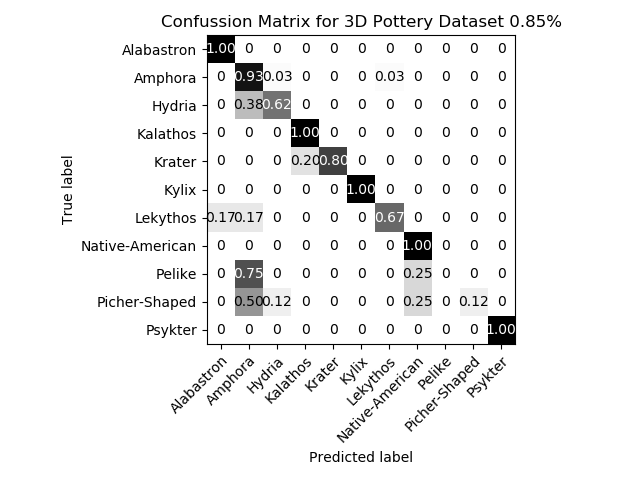 Confussion Matrix for 3D Pottery Dataset 0.85%
True label
Alabastron 1.00 0 0 0 0 0 0 0 0 0 0
Amphora 0 0.93 0.03 0 0 0 0.03 0 0 0 0
Hydria 0 0.38 0.62 0 0 0 0 0 0 0 0
Kalathos 0 0 0 1.00 0 0 0 0 0 0 0
Krater 0 0 0 0.20 0.80 0 0 0 0 0 0
Kylix 0 0 0 0 0 1.00 0 0 0 0 0
Lekythos 0.17 0.17 0 0 0 0 0.67 0 0 0 0
Native-American 0 0 0 0 0 0 0 1.00 0 0 0
Pelike 0 0.75 0 0 0 0 0 0.25 0 0 0
Picher-Shaped 0 0.50 0.12 0 0 0 0 0.25 0 0.12 0
Psykter 0 0 0 0 0 0 0 0 0 0 1.00
Alabastron Amphora Hydria Kalathos Krater Kylix Lekythos Native-American Pelike Picher-Shaped Psykter
Predicted label